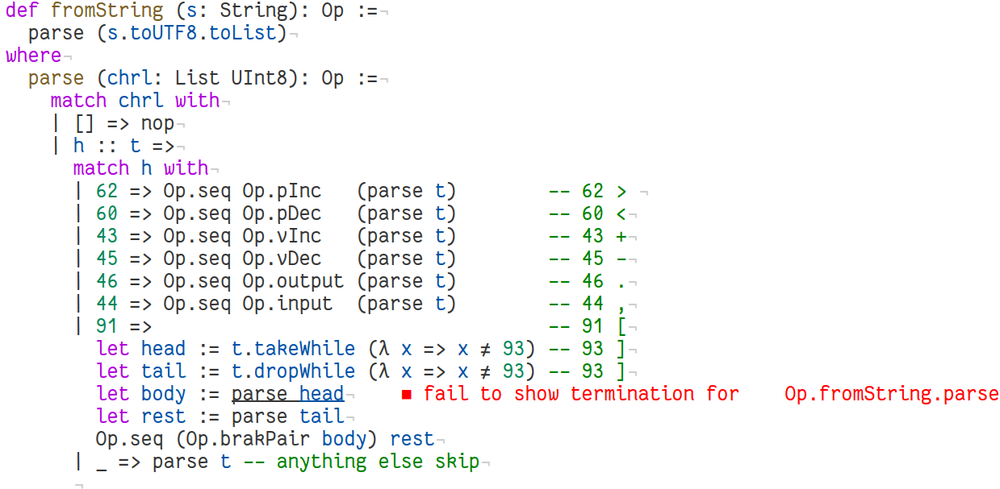 def fromString (s: String): Op :=¬
  parse (s.toUTF8.toList)¬
where¬
  parse (chrl: List UInt8): Op :=¬
    match chrl with¬
    | [] => nop¬
    | h :: t =>¬
      match h with¬
      | 62 => Op.seq Op.pInc   (parse t)        -- 62 > ¬
      | 60 => Op.seq Op.pDec   (parse t)        -- 60 <¬
      | 43 => Op.seq Op.vInc   (parse t)        -- 43 +¬
      | 45 => Op.seq Op.vDec   (parse t)        -- 45 -¬
      | 46 => Op.seq Op.output (parse t)        -- 46 .¬
      | 44 => Op.seq Op.input  (parse t)        -- 44 ,¬
      | 91 =>                                   -- 91 [¬
        let head := t.takeWhile (λ x => x ≠ 93) -- 93 ]¬
        let tail := t.dropWhile (λ x => x ≠ 93) -- 93 ]¬
        let body := parse head¬     ■ fail to show termination for    Op.fromString.parse
        let rest := parse tail¬
        Op.seq (Op.brakPair body) rest¬
      | _ => parse t -- anything else skip¬
      ¬